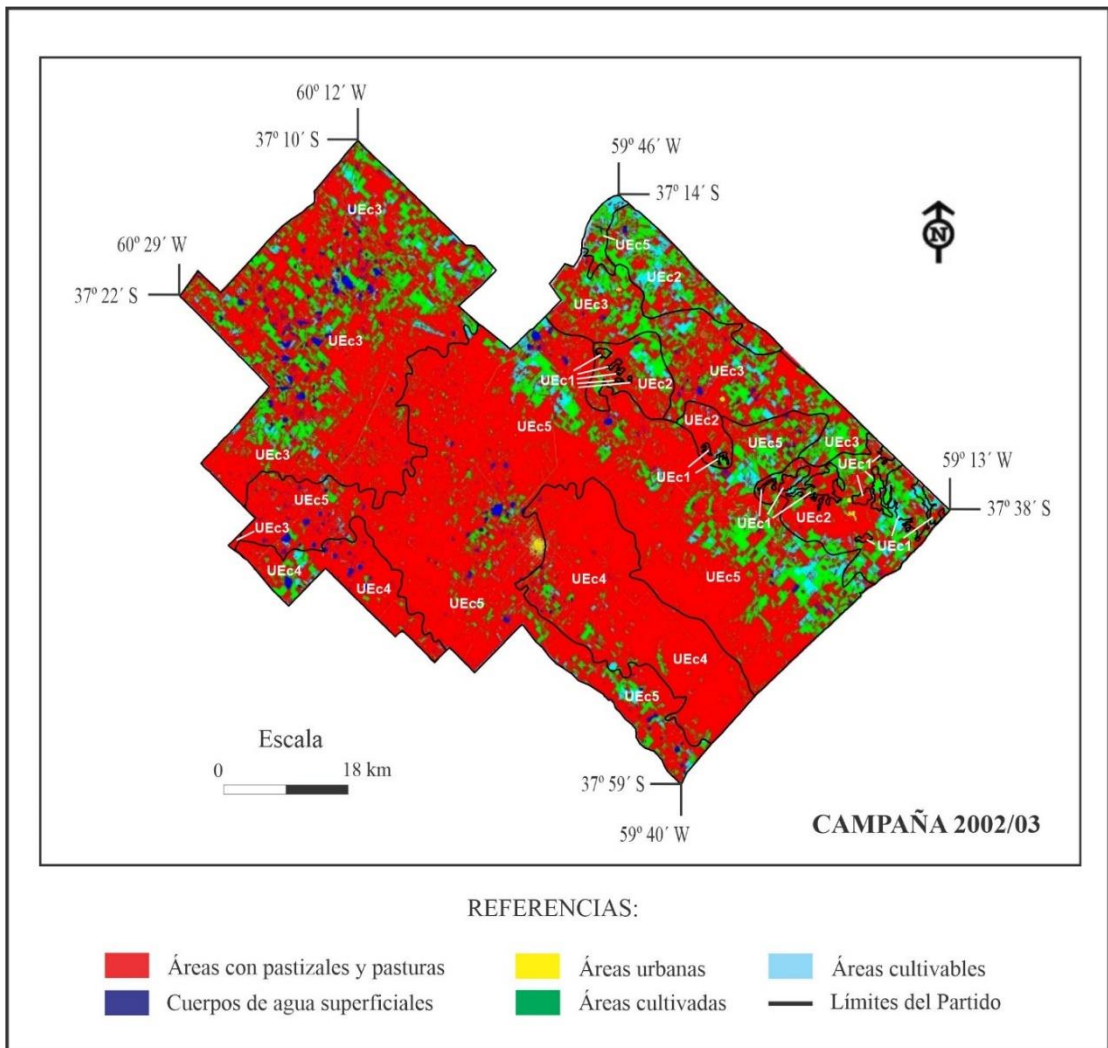 60º 12´ W
37º 10´ S
59º 46´ W
37º 14´ S
N
60º 29´ W
37º 22´ S
UEc3
UEc5
UEc2
UEc3
UEc3
UEc1
UEc2
UEc3
UEc2
UEc5
UEc5
UEc3
UEc1
UEc3
UEc1
59º 13´ W
37º 38´ S
UEc5
UEc1
UEc2
UEc1
UEc3
UEc4
UEc4
UEc4
UEc5
UEc5
UEc4
UEc5
Escala
0 18 km
37º 59´ S
59º 40´ W
CAMPAÑA 2002/03
REFERENCIAS:
Áreas con pastizales y pasturas
Áreas urbanas
Áreas cultivables
Cuerpos de agua superficiales
Áreas cultivadas
Límites del Partido